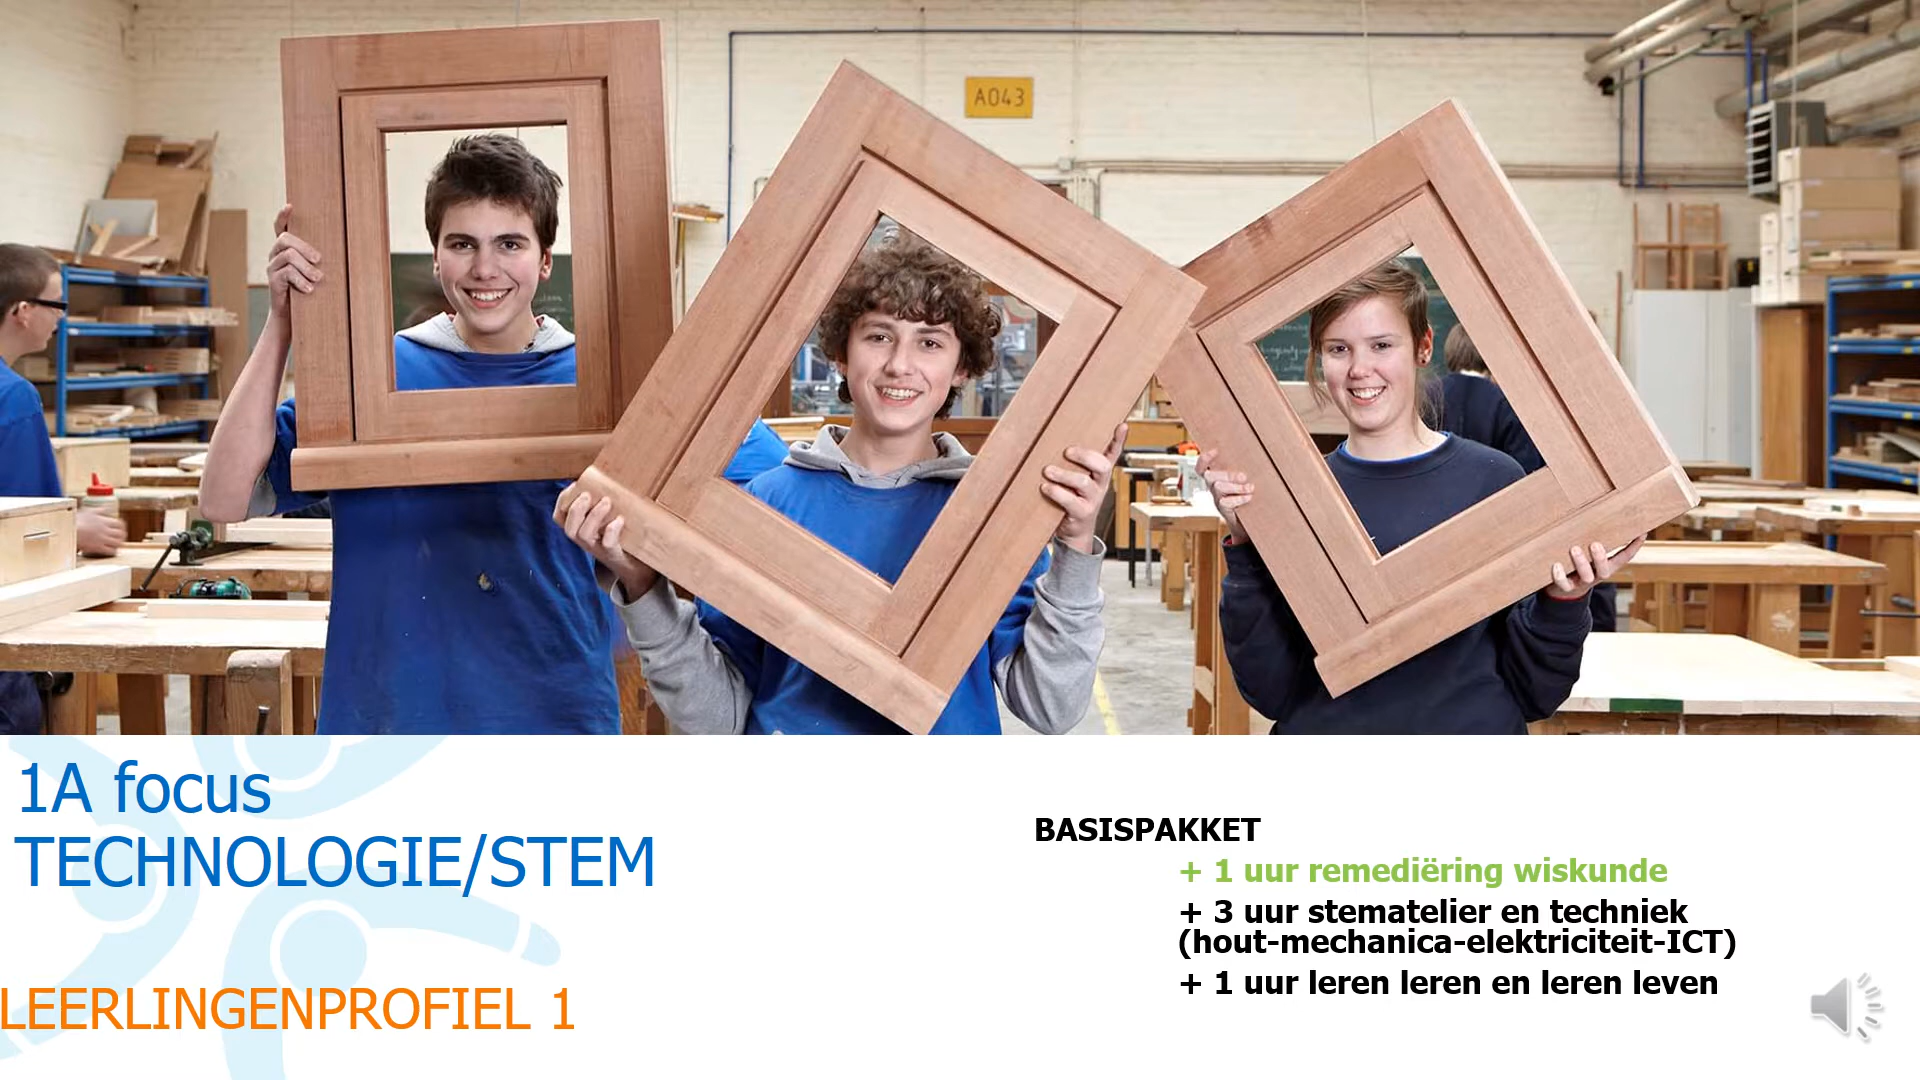 A043
1A focus
TECHNOLOGIE/STEM
LEERLINGENPROFIEL 1
BASISPAKKET
+ 1 uur remediëring wiskunde
+ 3 uur stematelier en techniek
(hout-mechanica-elektriciteit-ICT)
+ 1 uur leren leren en leren leven